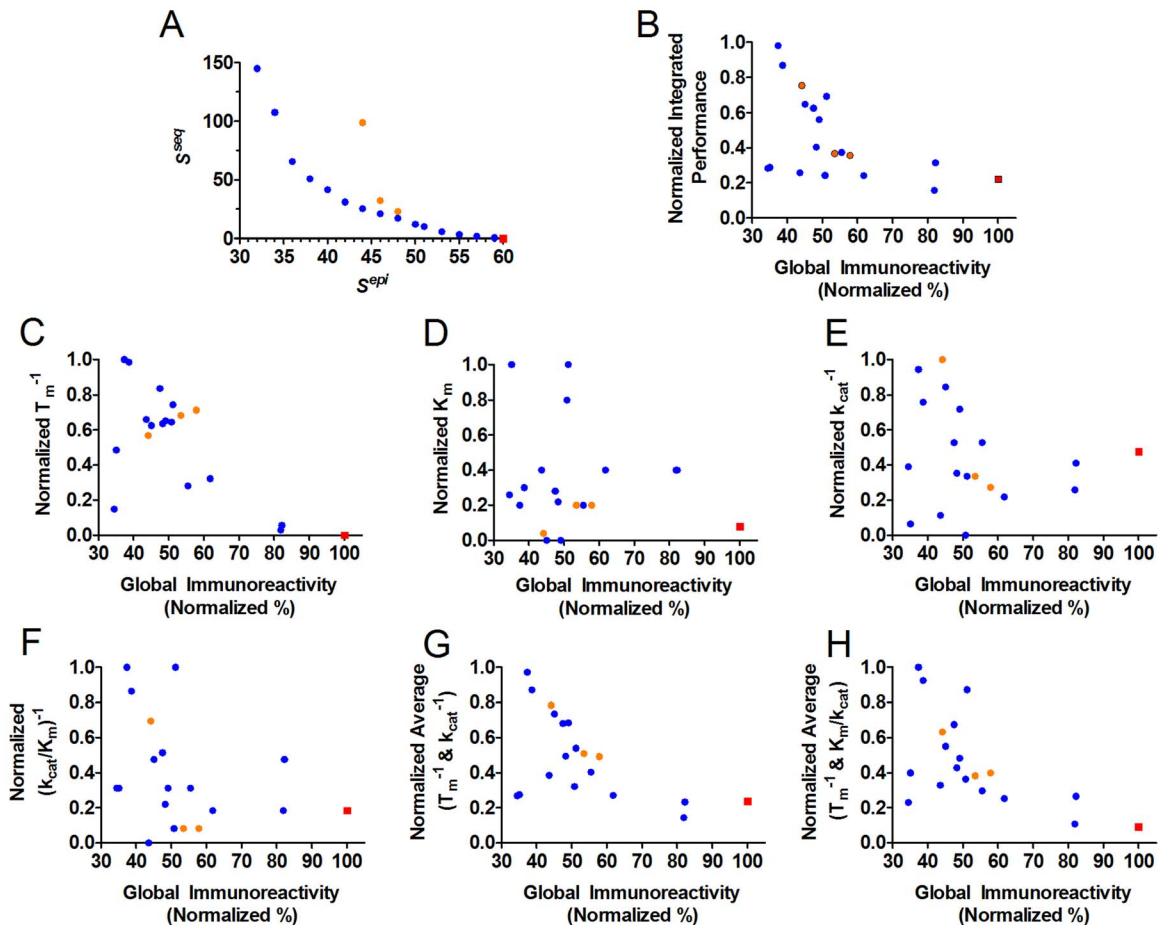 A
150
100
50
0
S^seq
30 35 40 45 50 55 60
S^epi
B
1.0
0.8
0.6
0.4
0.2
0.0
Normalized Integrated
Performance
30 40 50 60 70 80 90 100
Global Immunoreactivity
(Normalized %)
C
1.0
0.8
0.6
0.4
0.2
0.0
Normalized T_m^-1
30 40 50 60 70 80 90 100
Global Immunoreactivity
(Normalized %)
D
1.0
0.8
0.6
0.4
0.2
0.0
Normalized K_m
30 40 50 60 70 80 90 100
Global Immunoreactivity
(Normalized %)
E
1.0
0.8
0.6
0.4
0.2
0.0
Normalized k_cat^-1
30 40 50 60 70 80 90 100
Global Immunoreactivity
(Normalized %)
F
1.0
0.8
0.6
0.4
0.2
0.0
Normalized
(k_cat/K_m)^-1
30 40 50 60 70 80 90 100
Global Immunoreactivity
(Normalized %)
G
1.0
0.8
0.6
0.4
0.2
0.0
Normalized Average
(T_m^-1 & k_cat^-1)
30 40 50 60 70 80 90 100
Global Immunoreactivity
(Normalized %)
H
1.0
0.8
0.6
0.4
0.2
0.0
Normalized Average
(T_m^-1 & K_m/k_cat)
30 40 50 60 70 80 90 100
Global Immunoreactivity
(Normalized %)